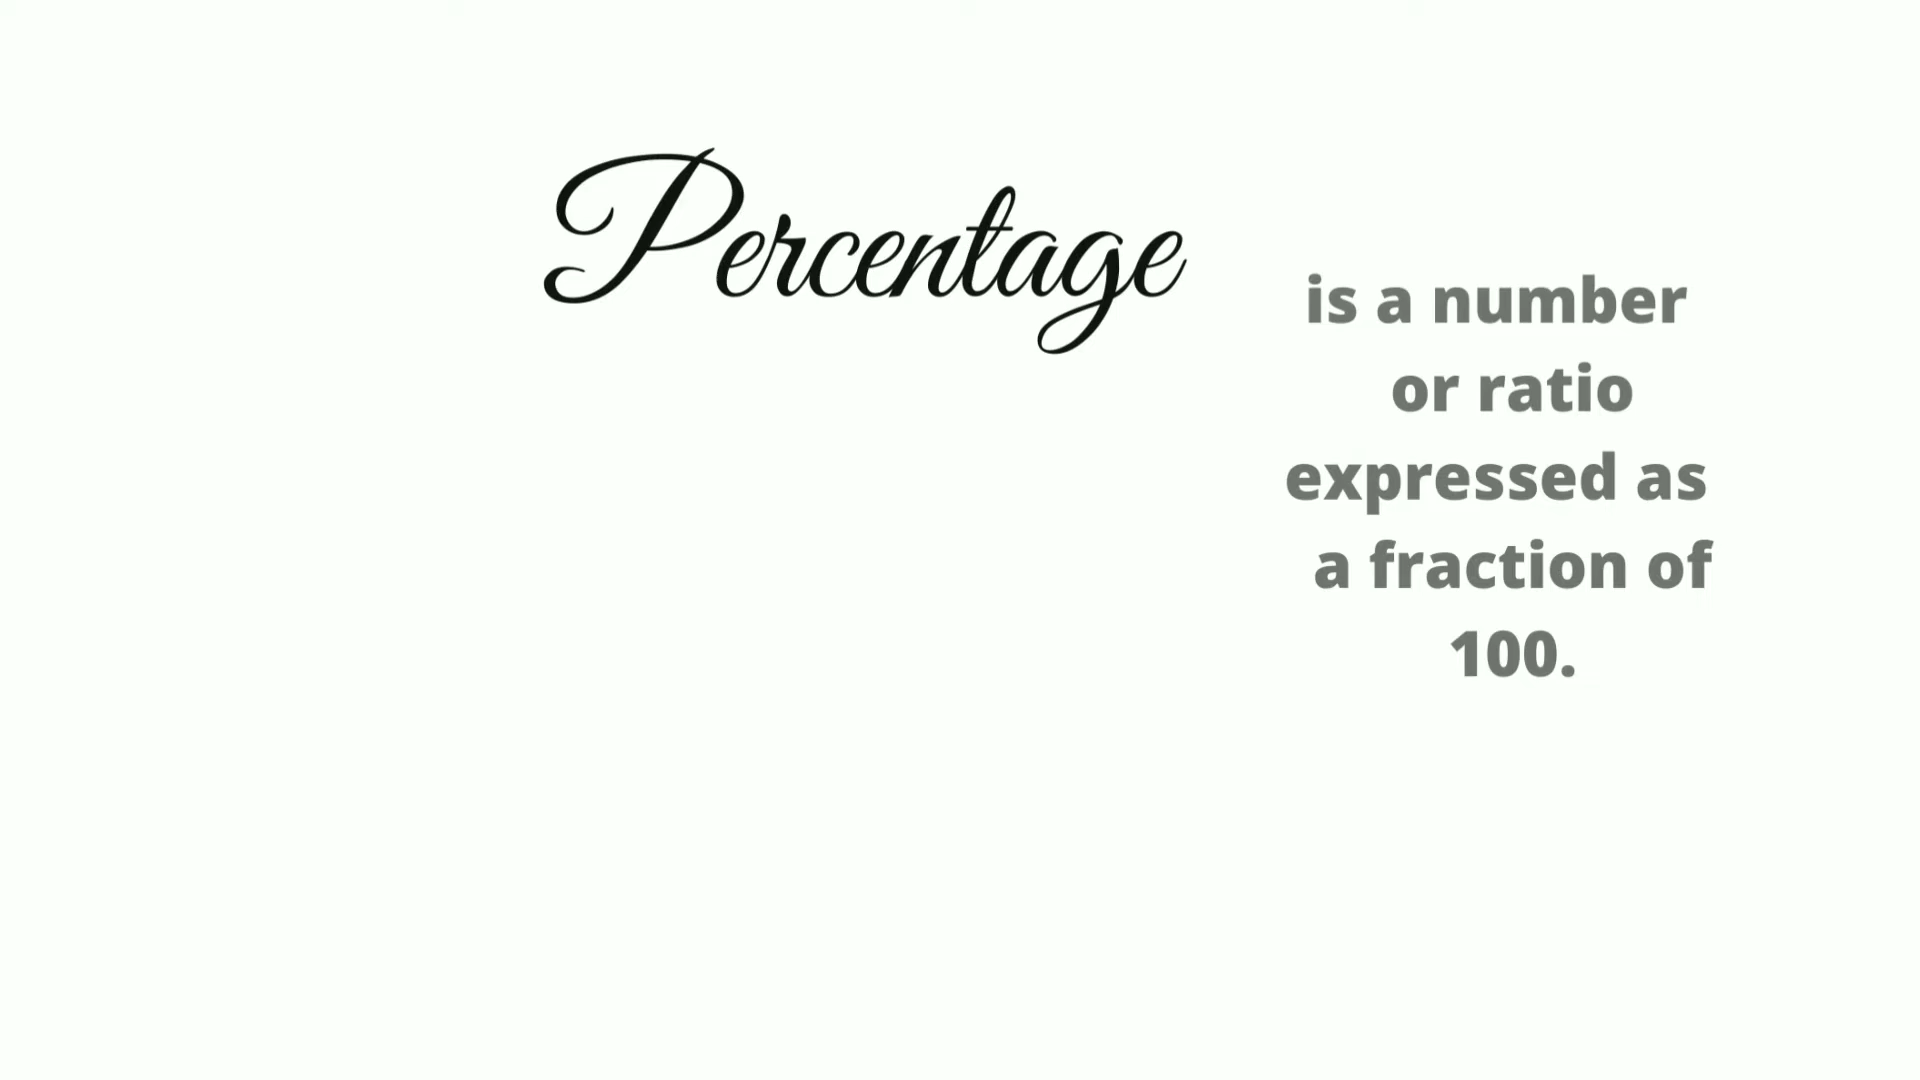 Percentage
is a number
or ratio
expressed as
a fraction of
100.